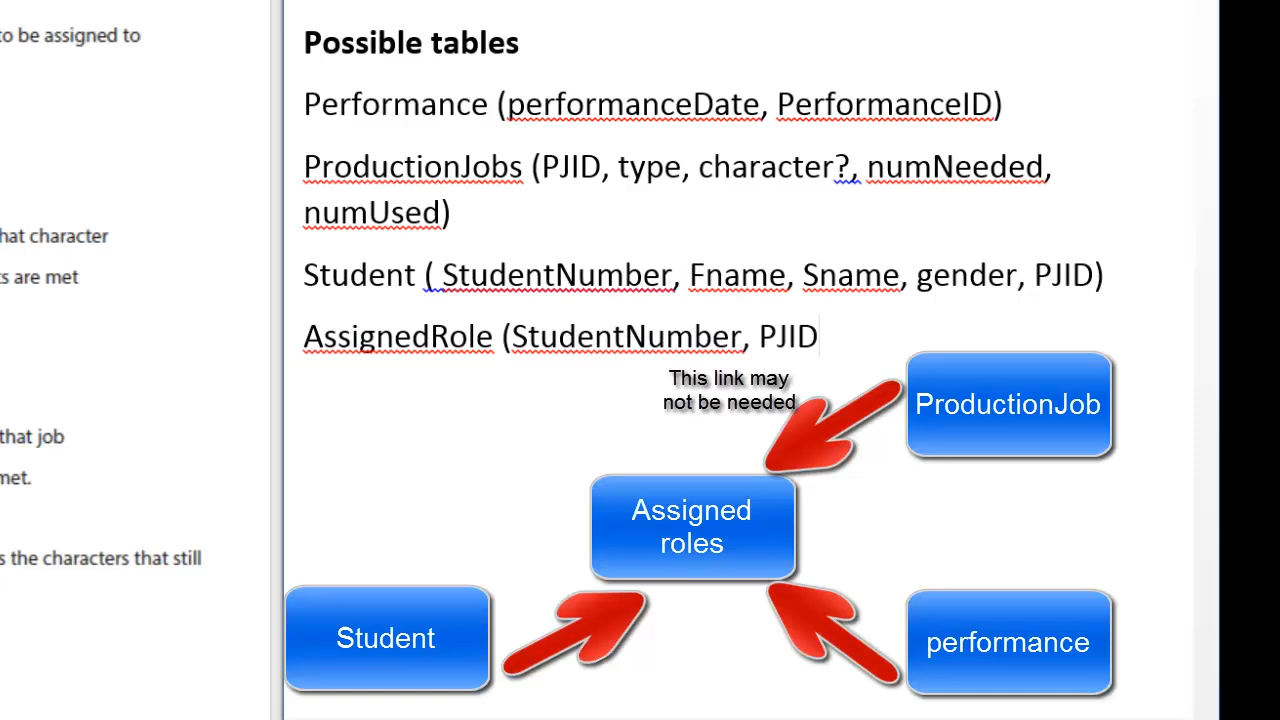 to be assigned to
hat character
s are met
that job
met.
s the characters that still
Possible tables
Performance (performanceDate, PerformanceID)
ProductionJobs (PJID, type, character?, numNeeded,
numUsed)
Student ( StudentNumber, Fname, Sname, gender, PJID)
AssignedRole (StudentNumber, PJID
This link may
not be needed
ProductionJob
Assigned
roles
Student
performance